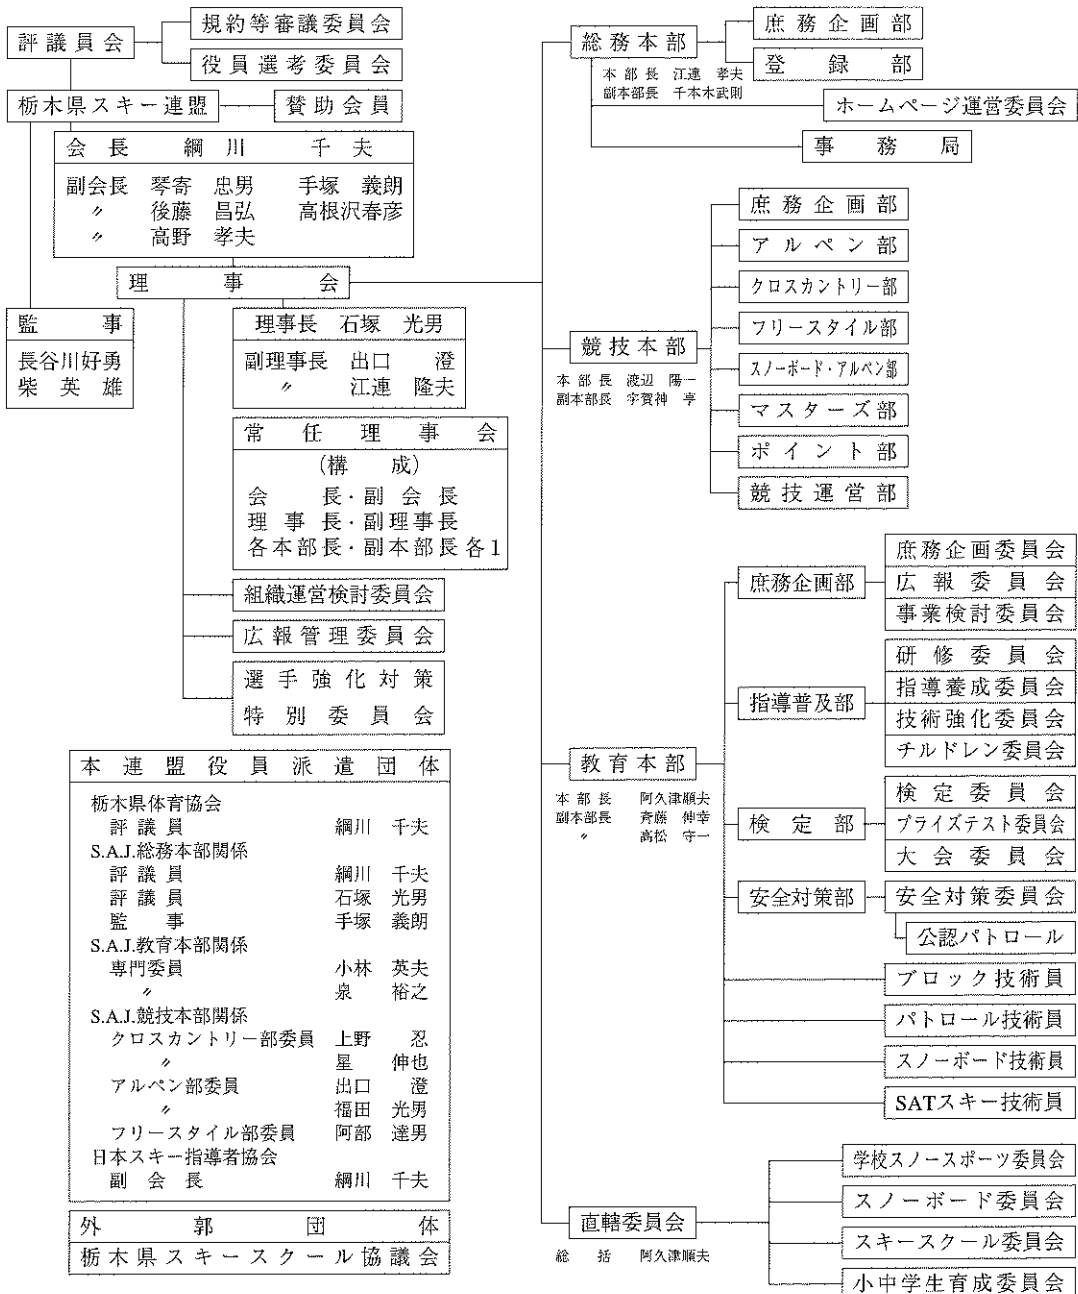 評議員会
規約等審議委員会
役員選考委員会
栃木県スキー連盟
賛助会員
会長 綱川 千夫
副会長 琴寄 忠男 手塚 義朗
〃 後藤 昌弘 高根沢春彦
〃 高野 孝夫
理事会
監事
長谷川好勇
柴 英雄
理事長 石塚 光男
副理事長 出口 澄
〃 江連 隆夫
常任理事会
(構成)
会長・副会長
理事長・副理事長
各本部長・副本部長各1
組織運営検討委員会
広報管理委員会
選手強化対策
特別委員会
本連盟役員派遣団体
栃木県体育協会
評議員 綱川 千夫
S.A.J.総務本部関係
評議員 綱川 千夫
評議員 石塚 光男
監事 手塚 義朗
S.A.J.教育本部関係
専門委員 小林 英夫
〃 泉 裕之
S.A.J.競技本部関係
クロスカントリー部委員 上野 忍
〃 星 伸也
アルペン部委員 出口 澄
〃 福田 光男
フリースタイル部委員 阿部 達男
日本スキー指導者協会
副会長 綱川 千夫
外郭団体
栃木県スキースクール協議会
総務本部
本部長 江連 孝夫
副本部長 千本木武則
庶務企画部
登録部
ホームページ運営委員会
事務局
競技本部
本部長 渡辺 陽一
副本部長 宇賀神 亨
庶務企画部
アルペン部
クロスカントリー部
フリースタイル部
スノーボード・アルペン部
マスターズ部
ポイント部
競技運営部
教育本部
本部長 阿久津順夫
副本部長 斉藤 伸幸
〃 高松 守一
庶務企画部
庶務企画委員会
広報委員会
事業検討委員会
指導普及部
研修委員会
指導養成委員会
技術強化委員会
チルドレン委員会
検定部
検定委員会
プライズテスト委員会
大会委員会
安全対策部
安全対策委員会
公認パトロール
ブロック技術員
パトロール技術員
スノーボード技術員
SATスキー技術員
直轄委員会
総括 阿久津順夫
学校スノースポーツ委員会
スノーボード委員会
スキースクール委員会
小中学生育成委員会